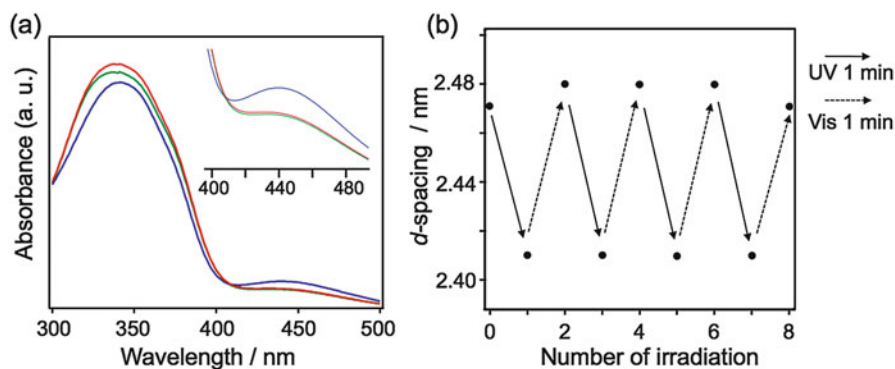 (a)
Absorbance (a. u.)
400 440 480
300 350 400 450 500
Wavelength / nm
(b)
d-spacing / nm
2.48
2.44
2.40
0 2 4 6 8
Number of irradiation
UV 1 min
Vis 1 min